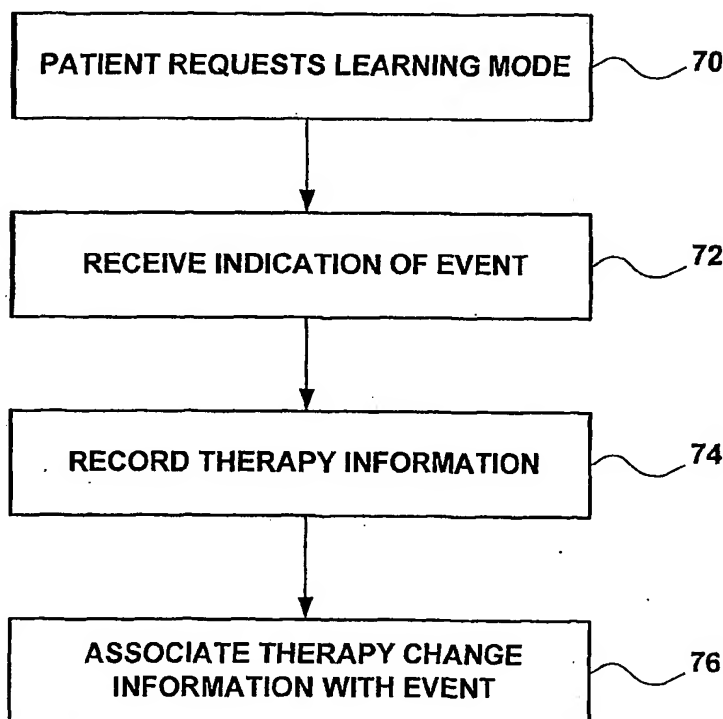 PATIENT REQUESTS LEARNING MODE
70
RECEIVE INDICATION OF EVENT
72
RECORD THERAPY INFORMATION
74
ASSOCIATE THERAPY CHANGE
INFORMATION WITH EVENT
76